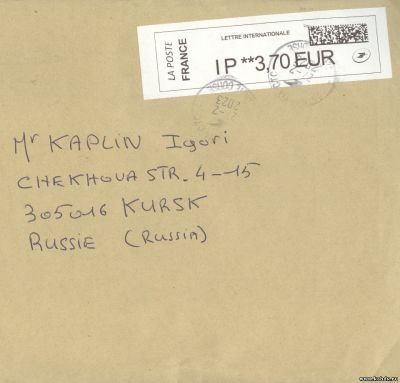 LA POSTE
FRANCE
LETTRE INTERNATIONALE
IP **3,70 EUR
2023
Mr KAPLIN Igori
CHEKHOVA STR. 4-15
305016 KURSK
RUSSIE (RUSSIA)